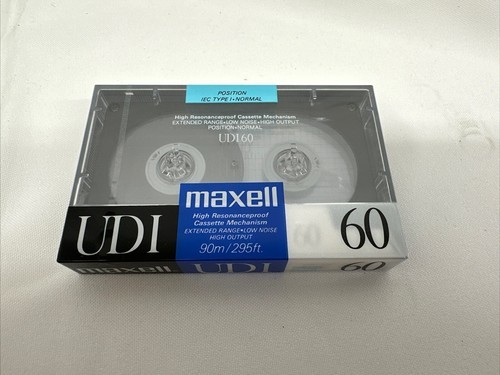 POSITION
IEC TYPE I • NORMAL
High Resonanceproof Cassette Mechanism
EXTENDED RANGE•LOW NOISE•HIGH OUTPUT
POSITION•NORMAL
UDI 60
maxell
High Resonanceproof
Cassette Mechanism
EXTENDED RANGE•LOW NOISE
HIGH OUTPUT
90m/295ft.
UDI 60
maxell UDI 60